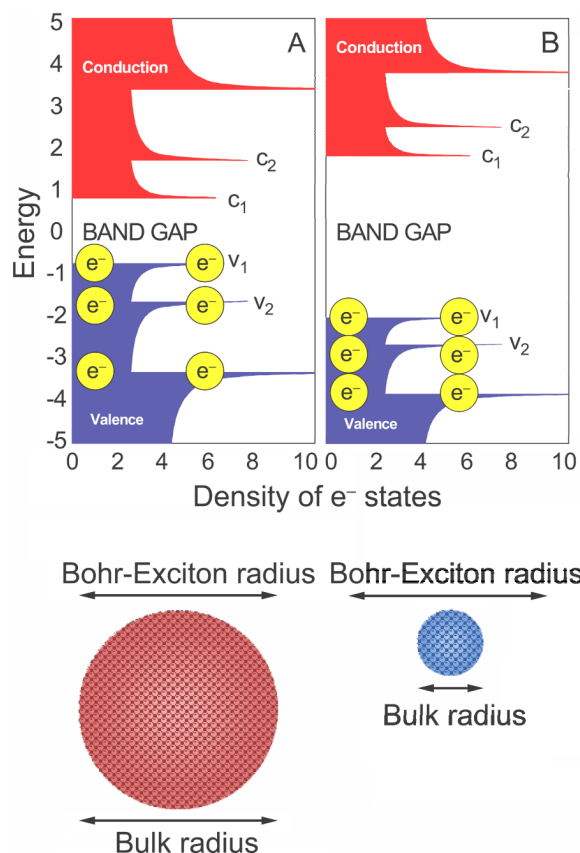 5
4
3
2
1
0
-1
-2
-3
-4
-5
Energy
A
Conduction
c2
c1
BAND GAP
e– e– v1
e– e– v2
e– e–
Valence
0 2 4 6 8 10
B
Conduction
c2
c1
BAND GAP
e– e– v1
e– e– v2
e– e–
Valence
0 2 4 6 8 10
Density of e– states
Bohr-Exciton radius
Bulk radius
Bohr-Exciton radius
Bulk radius